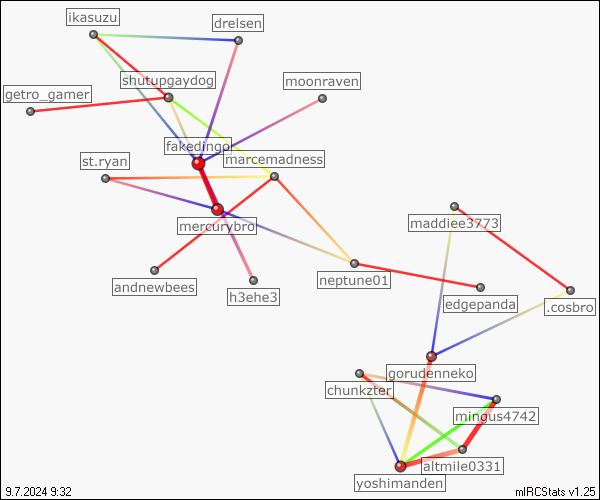 ikasuzu
drelsen
shutupgaydog
moonraven
getro_gamer
fakedingo
marcemadness
st.ryan
mercurybro
maddiee3773
andnewbees
h3ehe3
neptune01
edgepanda
.cosbro
gorudenneko
chunkzter
mingus4742
altmile0331
yoshimanden
9.7.2024 9:32
mIRCStats v1.25